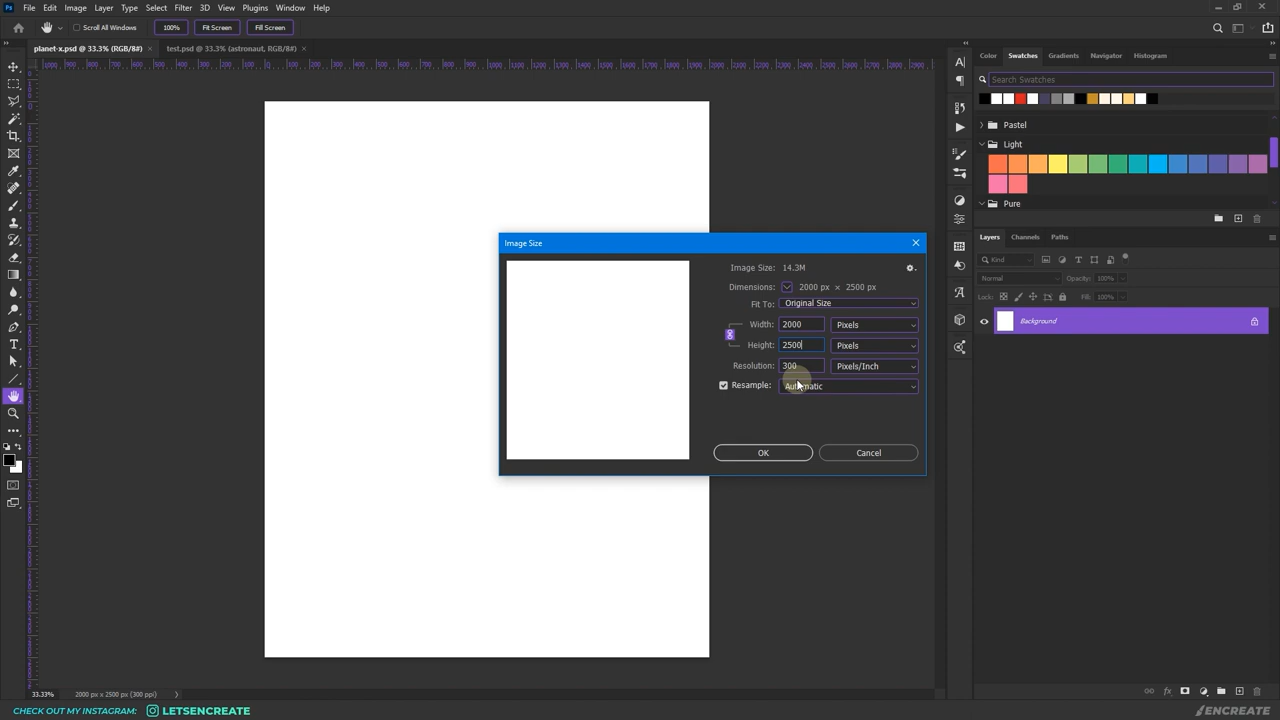 Ps File Edit Image Layer Type Select Filter 3D View Plugins Window Help
Scroll All Windows 100% Fit Screen Fill Screen
planet-x.psd @ 33.3% (RGB/8#) × test.psd @ 33.3% (astronaut, RGB/8#) ×
Color Swatches Gradients Navigator Histogram
Search Swatches
Pastel
Light
Pure
Layers Channels Paths
Kind
Normal Opacity: 100%
Lock: Fill: 100%
Background
Image Size
Image Size: 14.3M
Dimensions: 2000 px × 2500 px
Fit To: Original Size
Width: 2000 Pixels
Height: 2500 Pixels
Resolution: 300 Pixels/Inch
Resample: Automatic
OK Cancel
33.33% 2000 px x 2500 px (300 ppi)
CHECK OUT MY INSTAGRAM: LETSENCREATE
ENCREATE